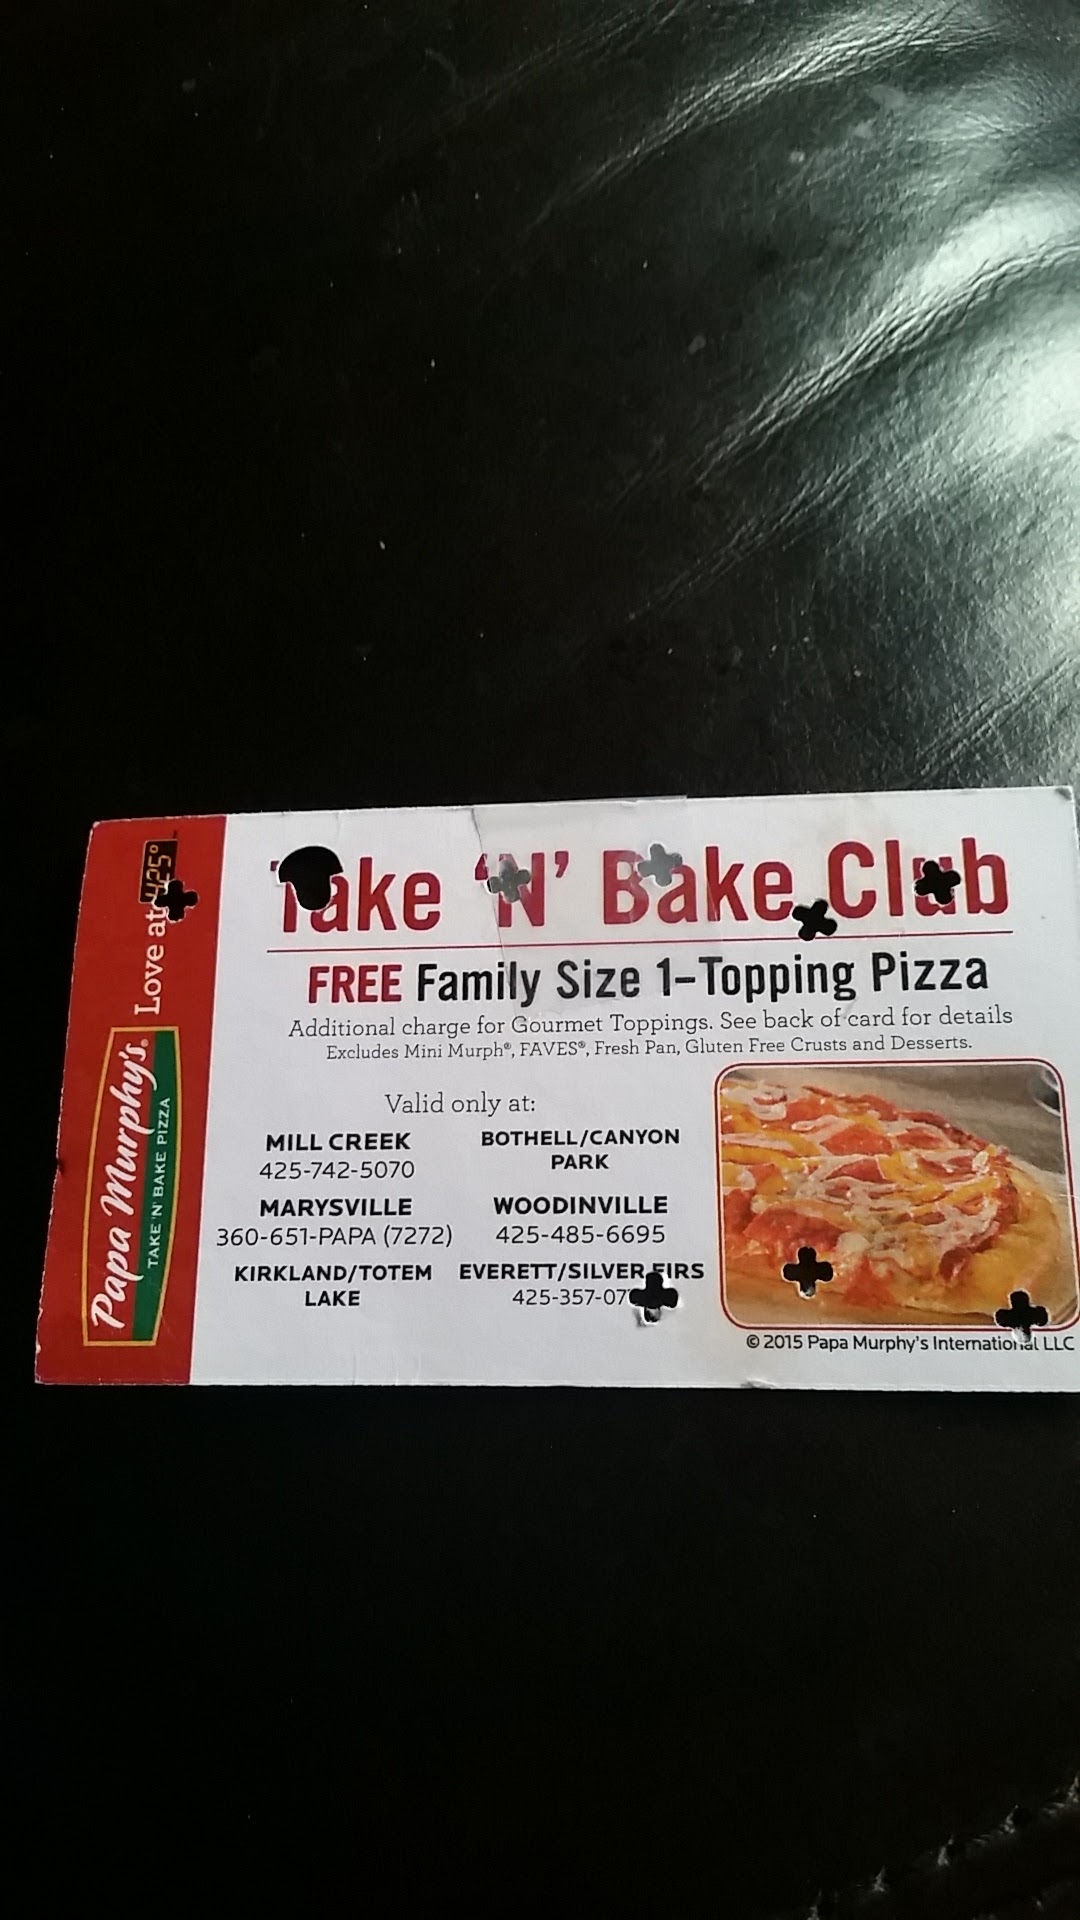 Love at 425°
Papa Murphy's®
TAKE 'N' BAKE PIZZA
Take 'N' Bake Club
FREE Family Size 1-Topping Pizza
Additional charge for Gourmet Toppings. See back of card for details
Excludes Mini Murph®, FAVES®, Fresh Pan, Gluten Free Crusts and Desserts.
Valid only at:
MILL CREEK
425-742-5070
MARYSVILLE
360-651-PAPA (7272)
KIRKLAND/TOTEM
LAKE
BOTHELL/CANYON
PARK
WOODINVILLE
425-485-6695
EVERETT/SILVER FIRS
© 2015 Papa Murphy's International LLC